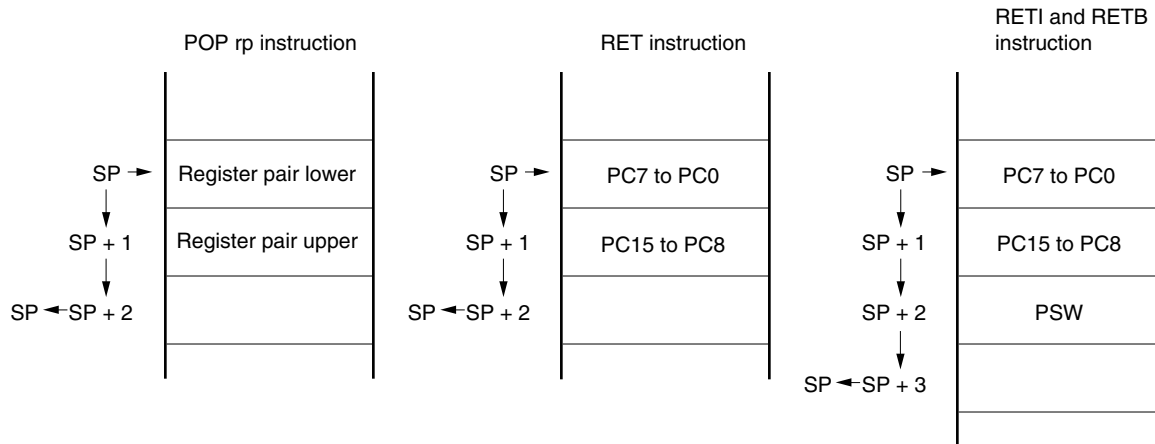 POP rp instruction
SP
Register pair lower
SP + 1
Register pair upper
SP
SP + 2
RET instruction
SP
PC7 to PC0
SP + 1
PC15 to PC8
SP
SP + 2
RETI and RETB
instruction
SP
PC7 to PC0
SP + 1
PC15 to PC8
SP + 2
PSW
SP
SP + 3